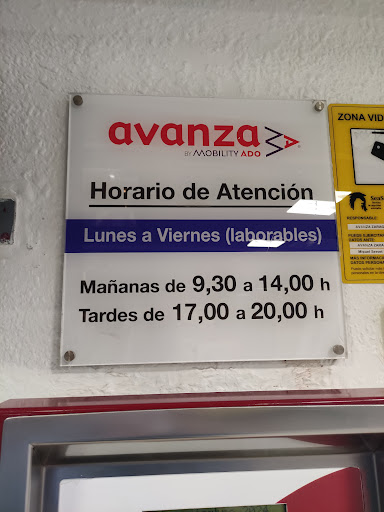 avanza
BY MOBILITY ADO
Horario de Atención
Lunes a Viernes (laborables)
Mañanas de 9,30 a 14,00 h
Tardes de 17,00 a 20,00 h
ZONA VID
RESPONSABLE: